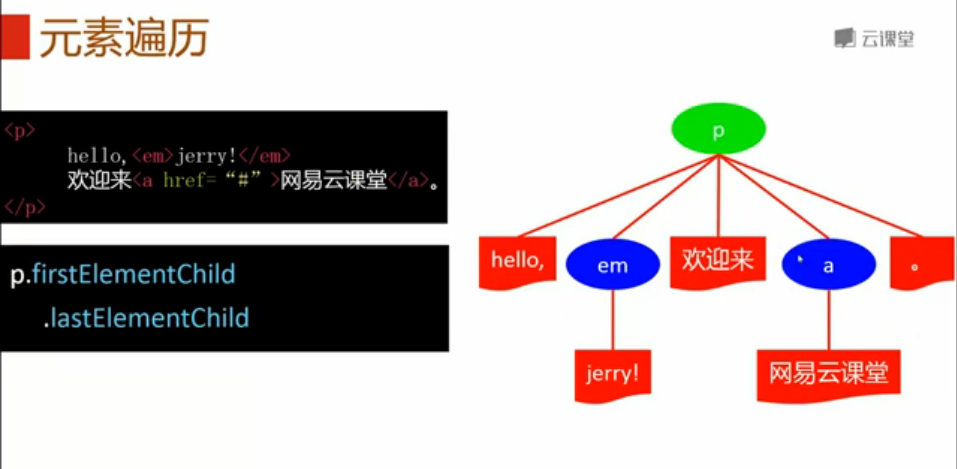 元素遍历
云课堂
<p>
hello,<em>jerry!</em>
欢迎来<a href=“#”>网易云课堂</a>。
</p>
p.firstElementChild
.lastElementChild
p
hello,
em
欢迎来
a
。
jerry!
网易云课堂